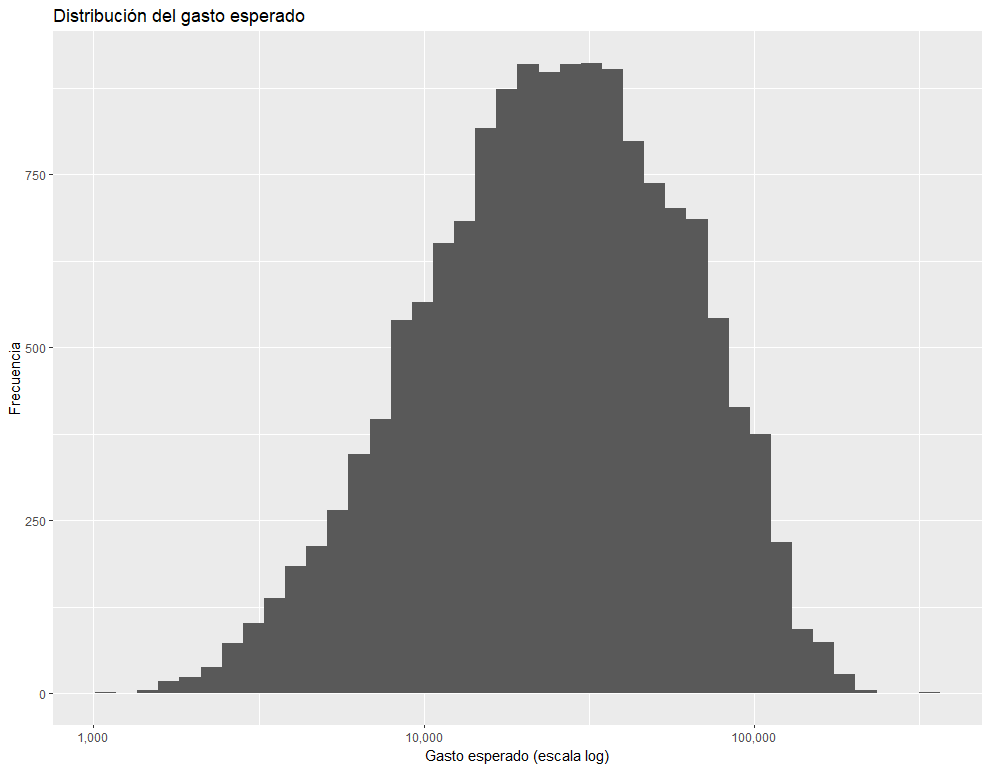 Distribución del gasto esperado
Frecuencia
750
500
250
0
1,000
10,000
100,000
Gasto esperado (escala log)